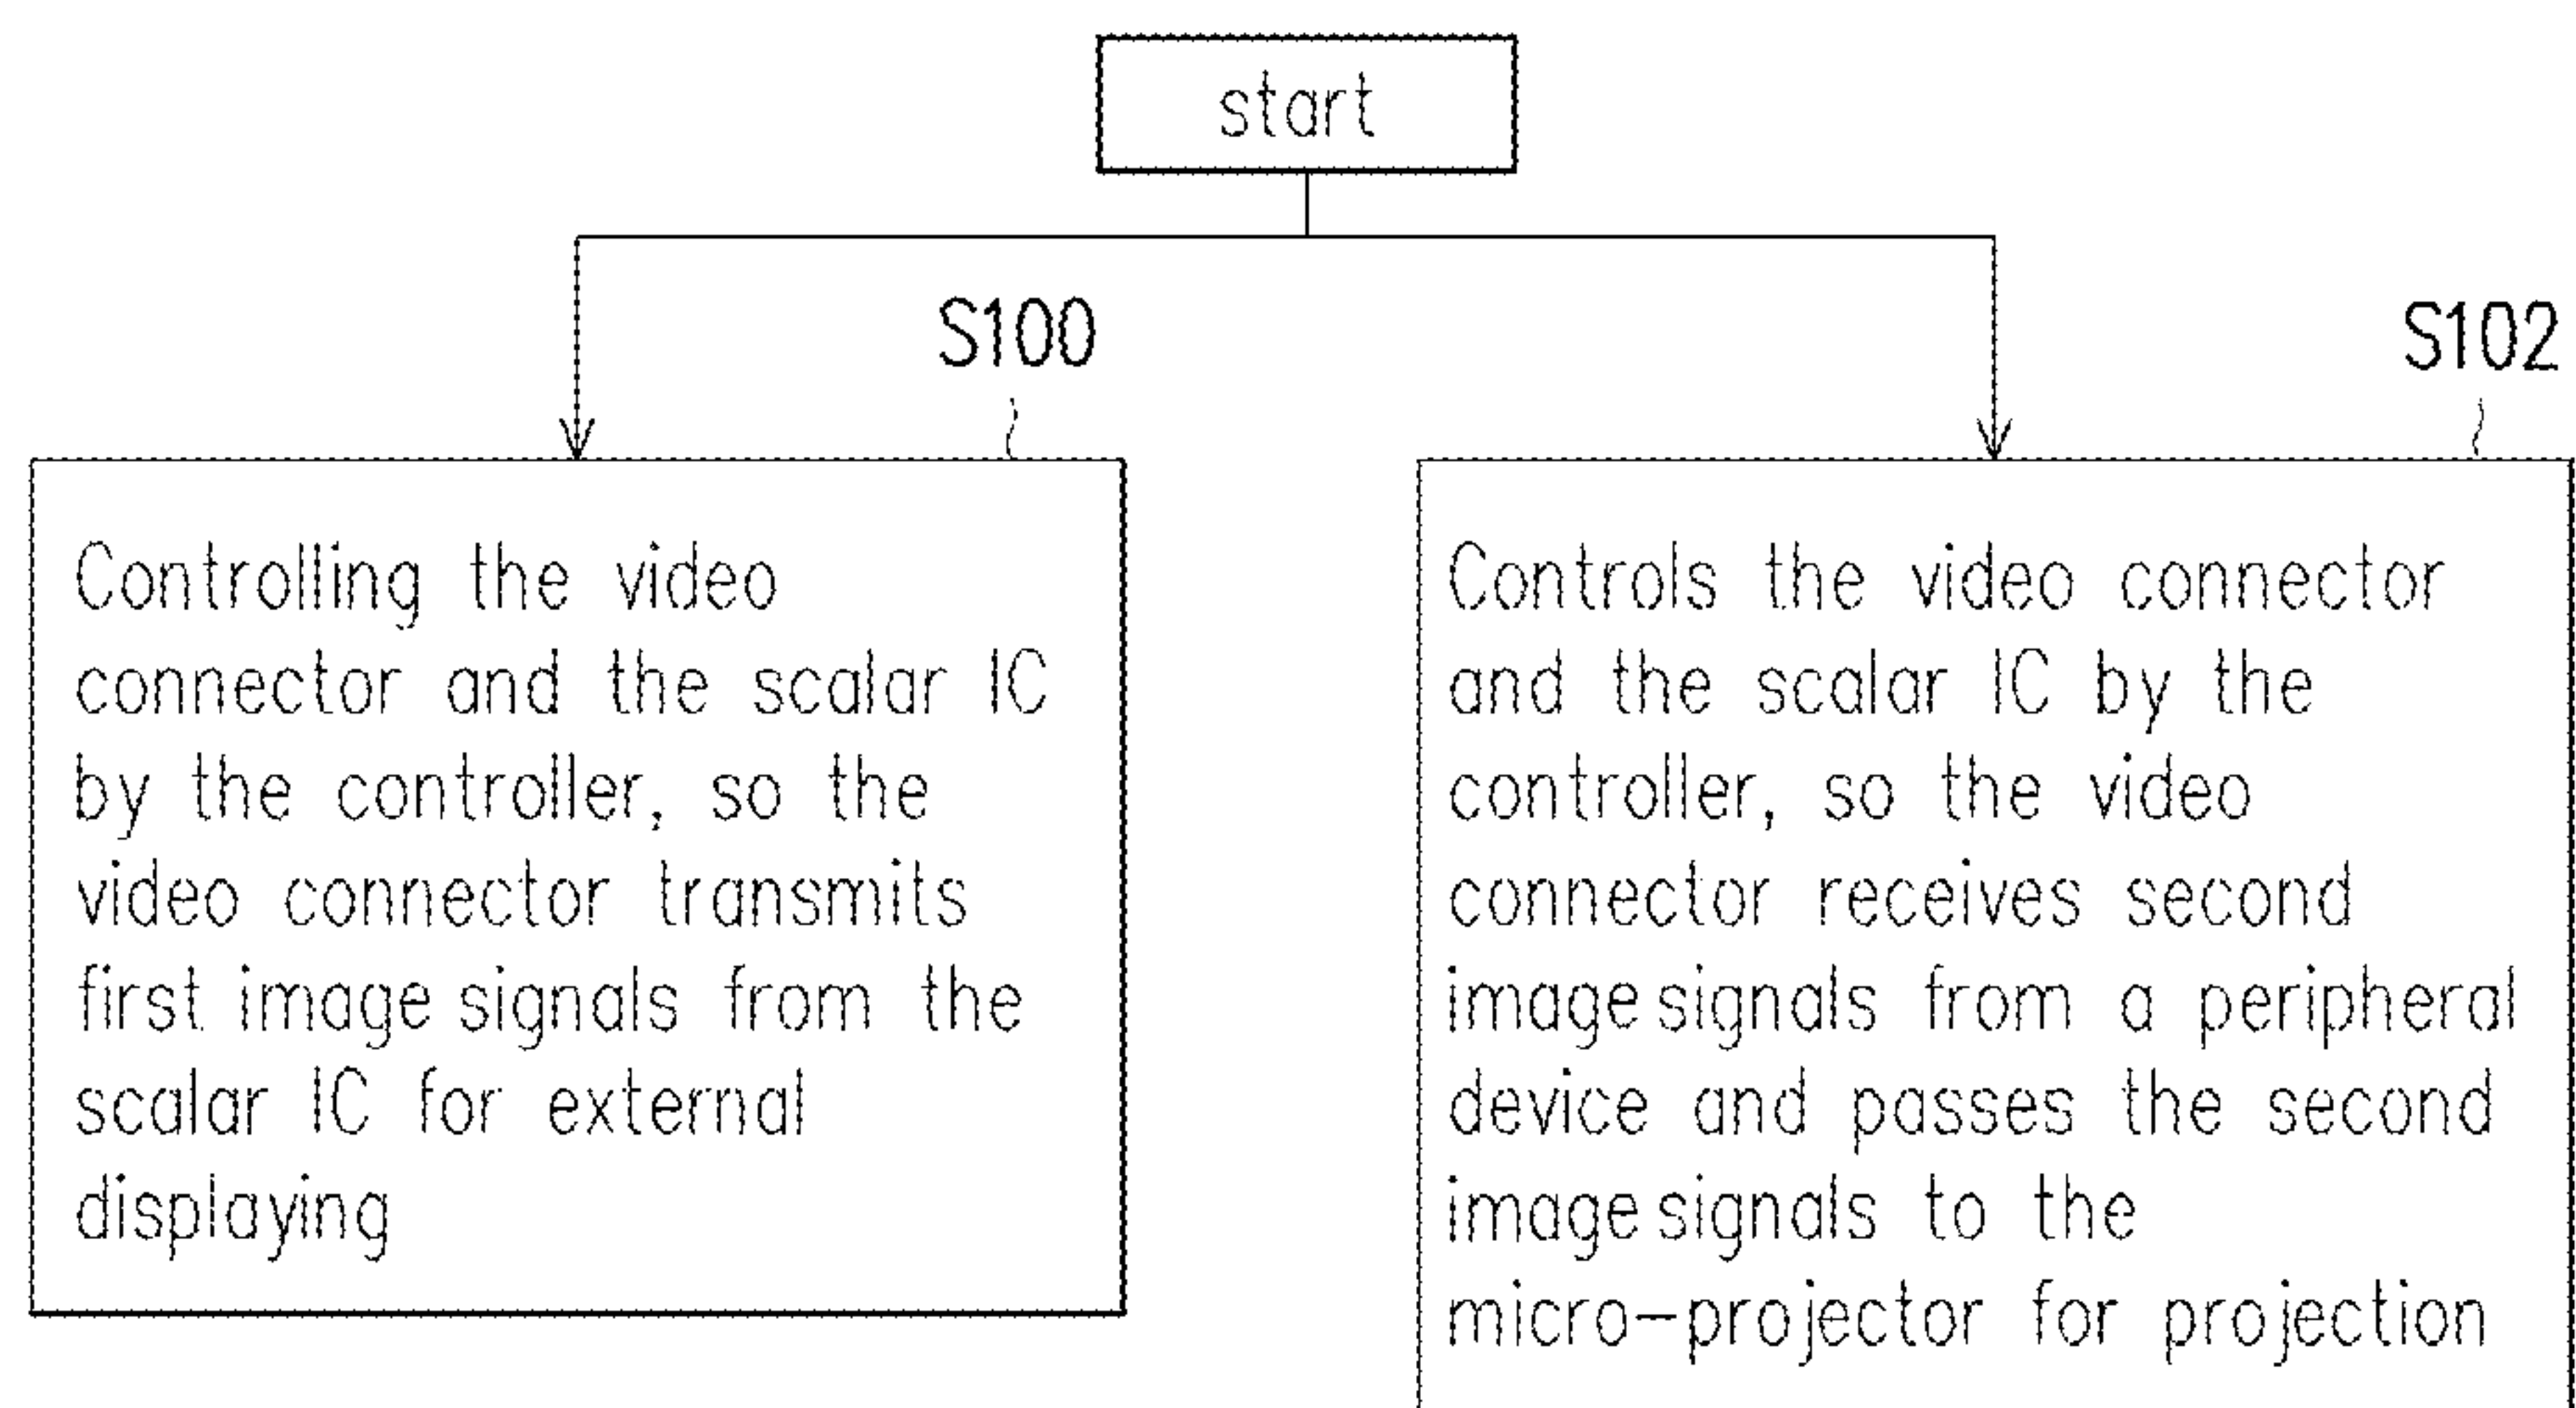 start
S100
Controlling the video
connector and the scalar IC
by the controller, so the
video connector transmits
first image signals from the
scalar IC for external
displaying
S102
Controls the video connector
and the scalar IC by the
controller, so the video
connector receives second
image signals from a peripheral
device and passes the second
image signals to the
micro-projector for projection